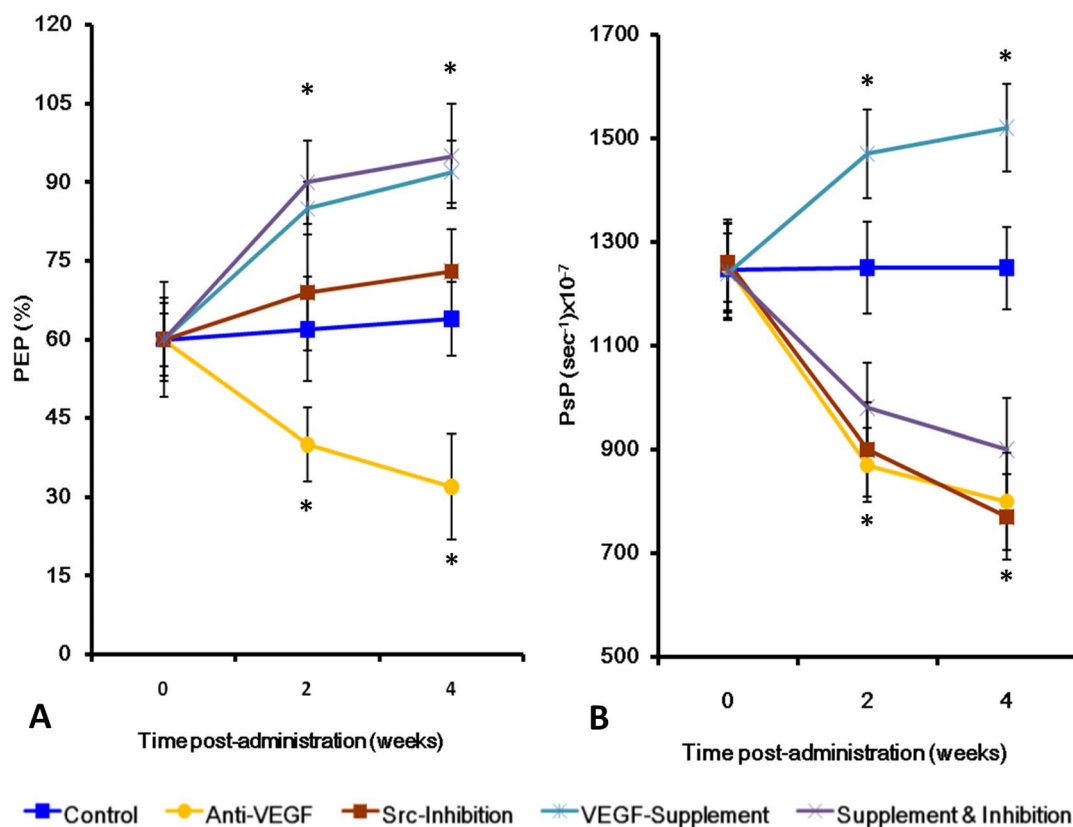 120
105
90
75
60
45
30
15
0
PEP (%)
*
*
*
*
0 2 4
A
Time post-administration (weeks)
1700
1500
1300
1100
900
700
500
PsP (sec⁻¹)x10⁻⁷
*
*
*
*
0 2 4
B
Time post-administration (weeks)
Control Anti-VEGF Src-Inhibition VEGF-Supplement Supplement & Inhibition